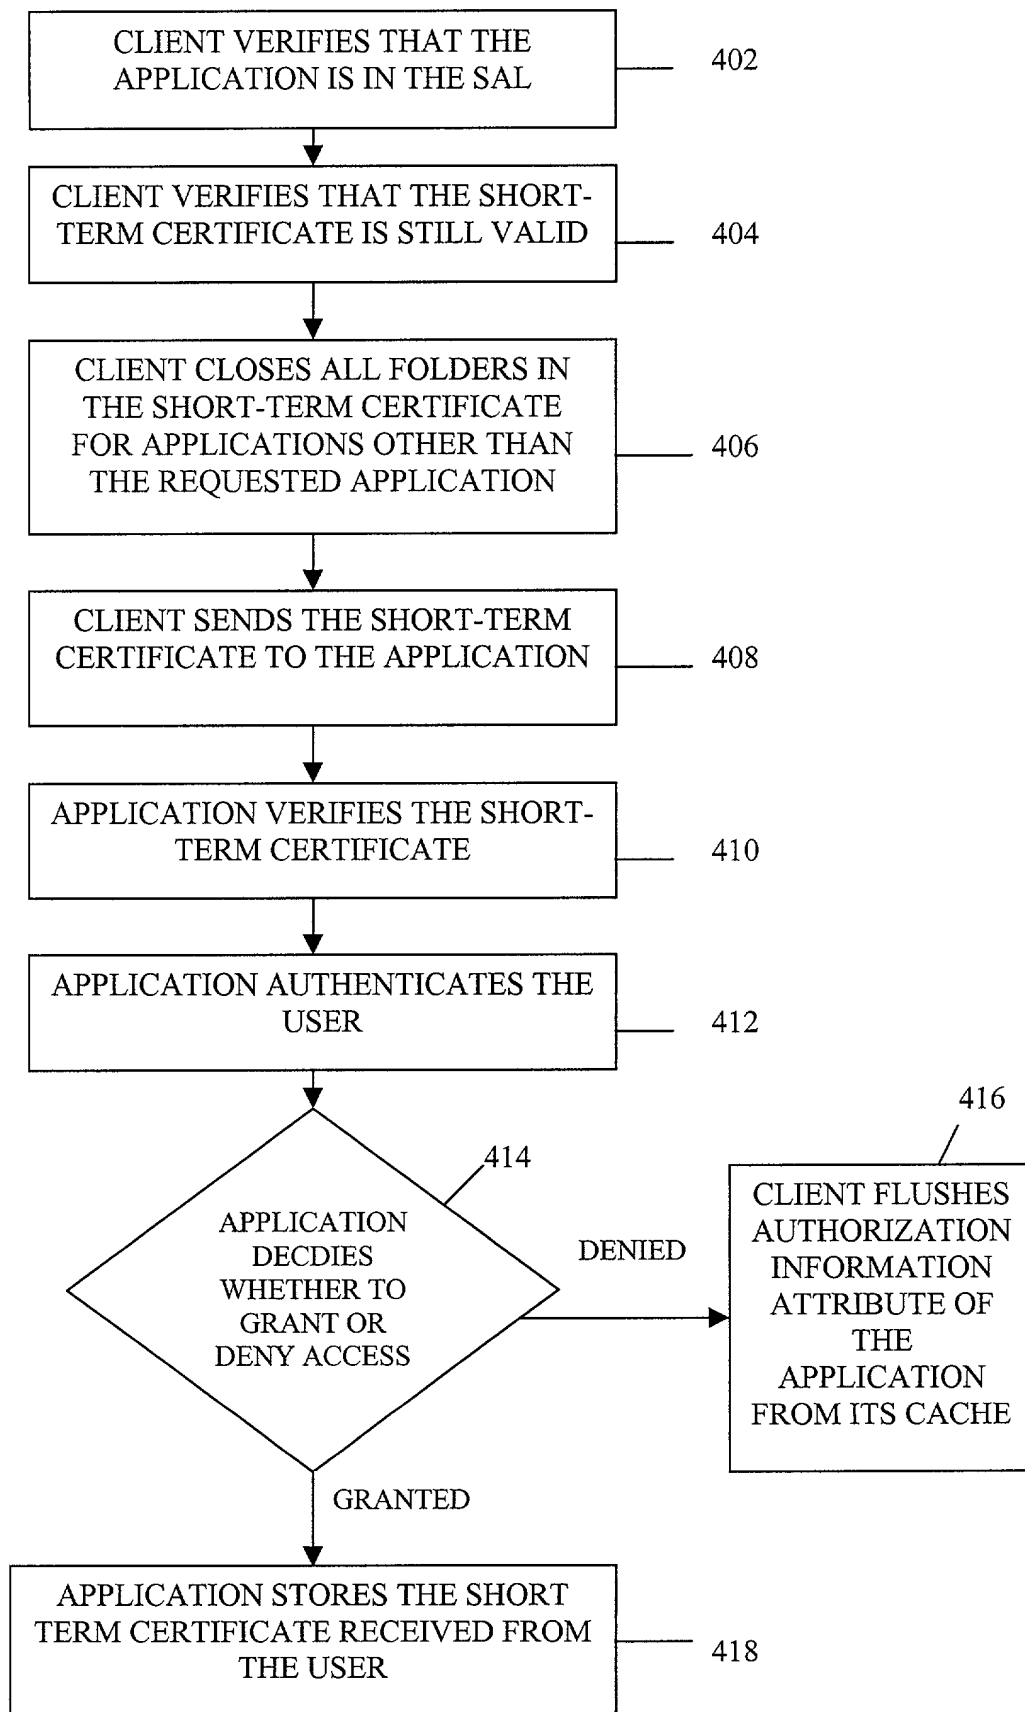 CLIENT VERIFIES THAT THE
APPLICATION IS IN THE SAL
402
CLIENT VERIFIES THAT THE SHORT-
TERM CERTIFICATE IS STILL VALID
404
CLIENT CLOSES ALL FOLDERS IN
THE SHORT-TERM CERTIFICATE
FOR APPLICATIONS OTHER THAN
THE REQUESTED APPLICATION
406
CLIENT SENDS THE SHORT-TERM
CERTIFICATE TO THE APPLICATION
408
APPLICATION VERIFIES THE SHORT-
TERM CERTIFICATE
410
APPLICATION AUTHENTICATES THE
USER
412
414
APPLICATION
DECDIES
WHETHER TO
GRANT OR
DENY ACCESS
DENIED
416
CLIENT FLUSHES
AUTHORIZATION
INFORMATION
ATTRIBUTE OF
THE
APPLICATION
FROM ITS CACHE
GRANTED
APPLICATION STORES THE SHORT
TERM CERTIFICATE RECEIVED FROM
THE USER
418